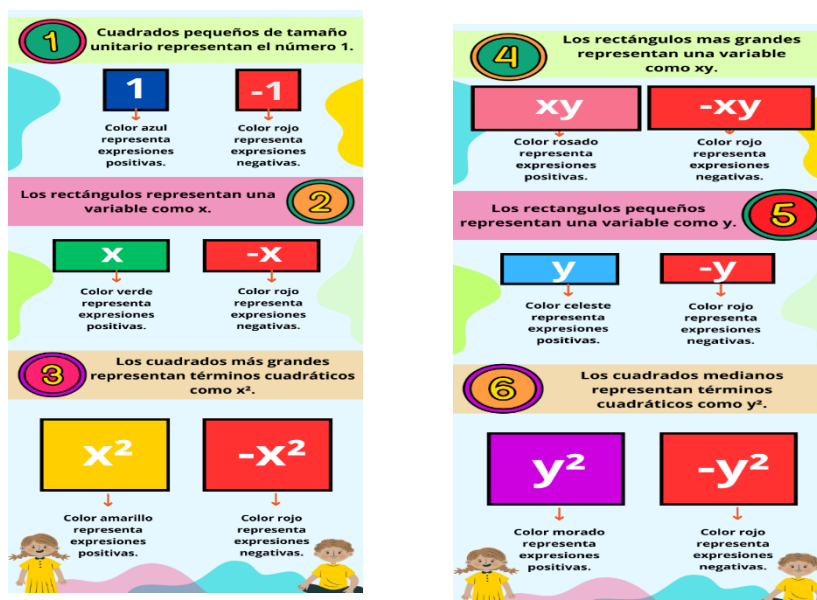 1
Cuadrados pequeños de tamaño
unitario representan el número 1.
1
-1
Color azul
representa
expresiones
positivas.
Color rojo
representa
expresiones
negativas.
Los rectángulos representan una
variable como x.
2
x
-x
Color verde
representa
expresiones
positivas.
Color rojo
representa
expresiones
negativas.
3
Los cuadrados más grandes
representan términos cuadráticos
como x².
x²
-x²
Color amarillo
representa
expresiones
positivas.
Color rojo
representa
expresiones
negativas.
4
Los rectángulos mas grandes
representan una variable
como xy.
xy
-xy
Color rosado
representa
expresiones
positivas.
Color rojo
representa
expresiones
negativas.
Los rectangulos pequeños
representan una variable como y.
5
y
-y
Color celeste
representa
expresiones
positivas.
Color rojo
representa
expresiones
negativas.
6
Los cuadrados medianos
representan términos
cuadráticos como y².
y²
-y²
Color morado
representa
expresiones
positivas.
Color rojo
representa
expresiones
negativas.